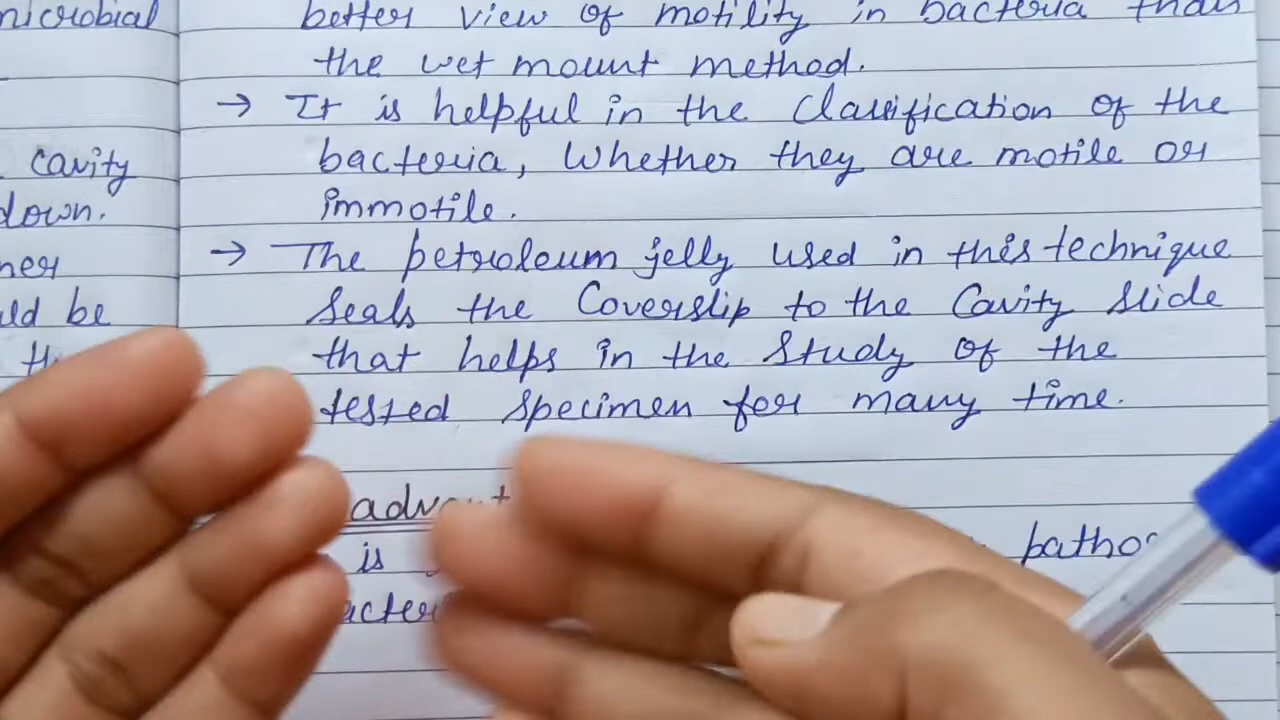 microbial
cavity
down.
ner
uld be
better view of motility in bacteria than
the wet mount method.
→ It is helpful in the Classification of the
bacteria, Whether they are motile or
immotile.
→ The petroleum jelly used in this technique
Seals the Coverslip to the Cavity Slide
that helps in the Study of the
tested specimen for many time.
is